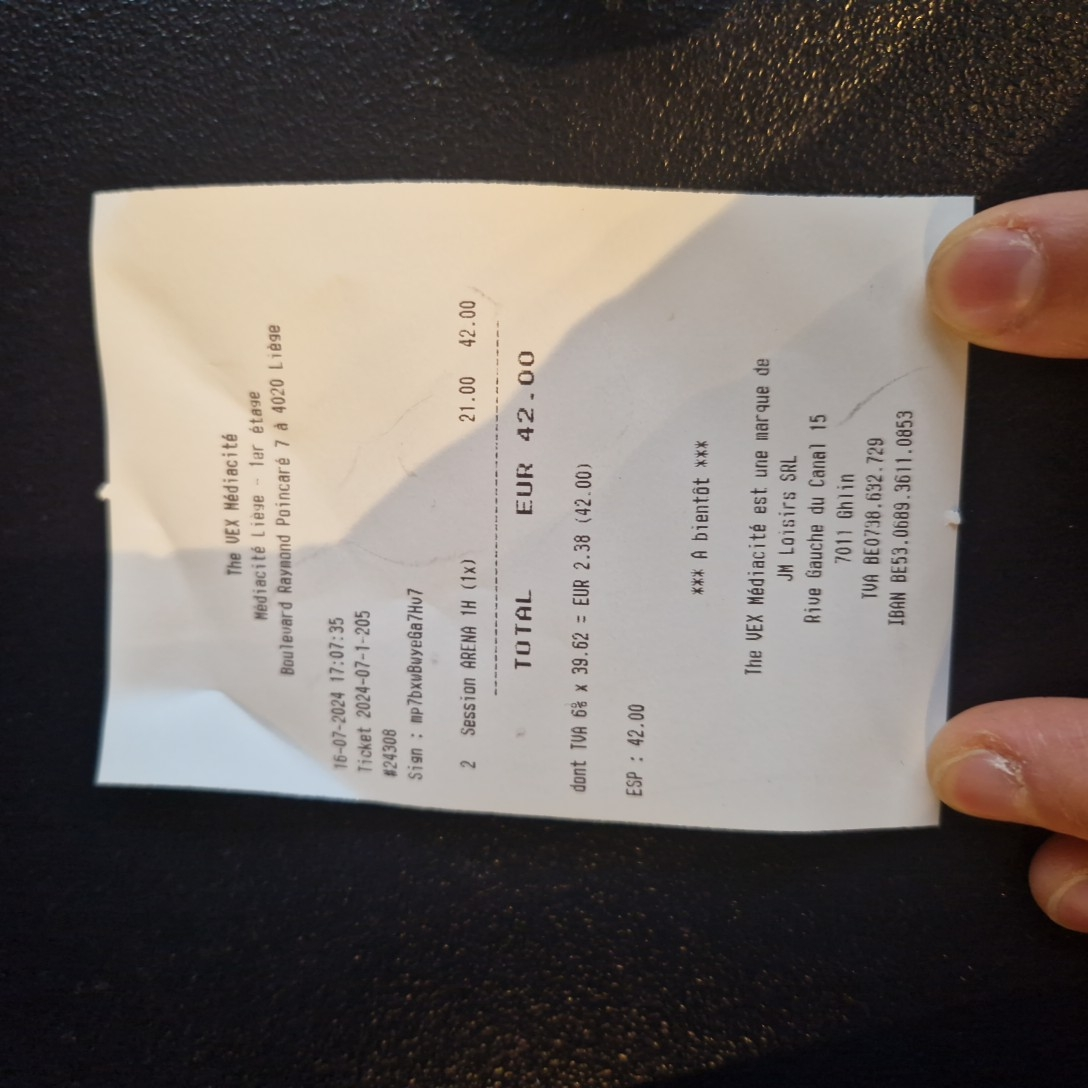 The VEX Médiacité
Médiacité Liège - 1er étage
Boulevard Raymond Poincaré 7 à 4020 Liège
16-07-2024 17:07:35
Ticket 2024-07-1-205
#24308
Sign : mp7bxwBwyeGa7Hv7
2 Session ARENA 1H (1x) 21.00 42.00
TOTAL EUR 42.00
dont TVA 6% x 39.62 = EUR 2.38 (42.00)
ESP : 42.00
*** A bientôt ***
The VEX Médiacité est une marque de
JM Loisirs SRL
Rive Gauche du Canal 15
7011 Ghlin
TVA BE0738.632.729
IBAN BE53.0689.3611.0853